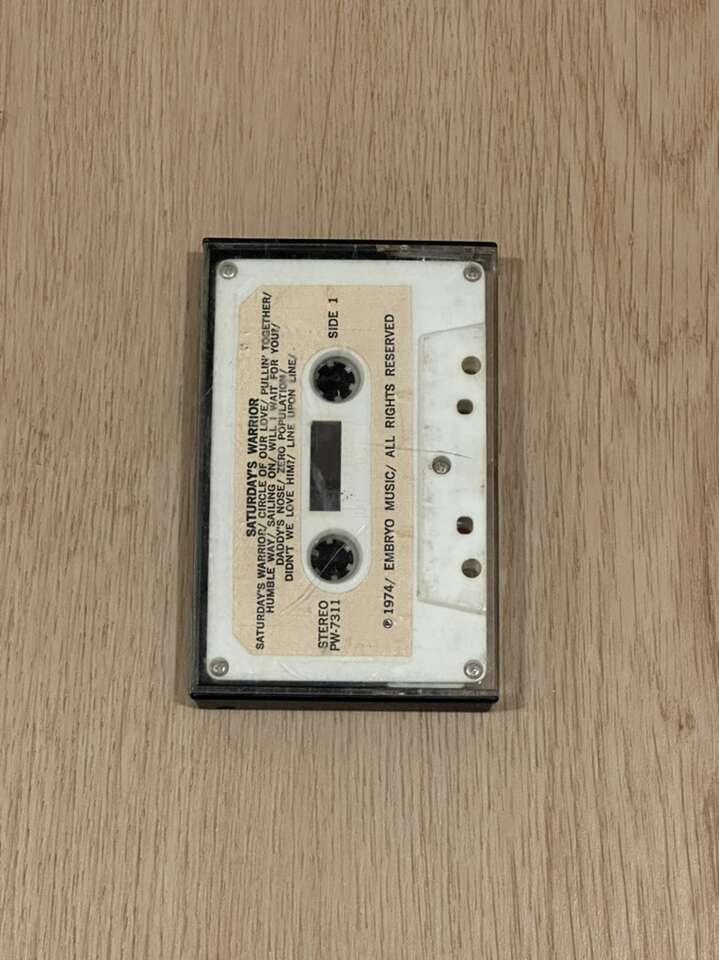 SATURDAY'S WARRIOR
SATURDAY'S WARRIOR/ CIRCLE OF OUR LOVE/ PULLIN' TOGETHER/
HUMBLE WAY/ SAILING ON/ WILL I WAIT FOR YOU?/
DADDY'S NOSE/ ZERO POPULATION/
DIDN'T WE LOVE HIM?/ LINE UPON LINE/
STEREO
PW-7311
SIDE 1
℗ 1974/ EMBRYO MUSIC/ ALL RIGHTS RESERVED